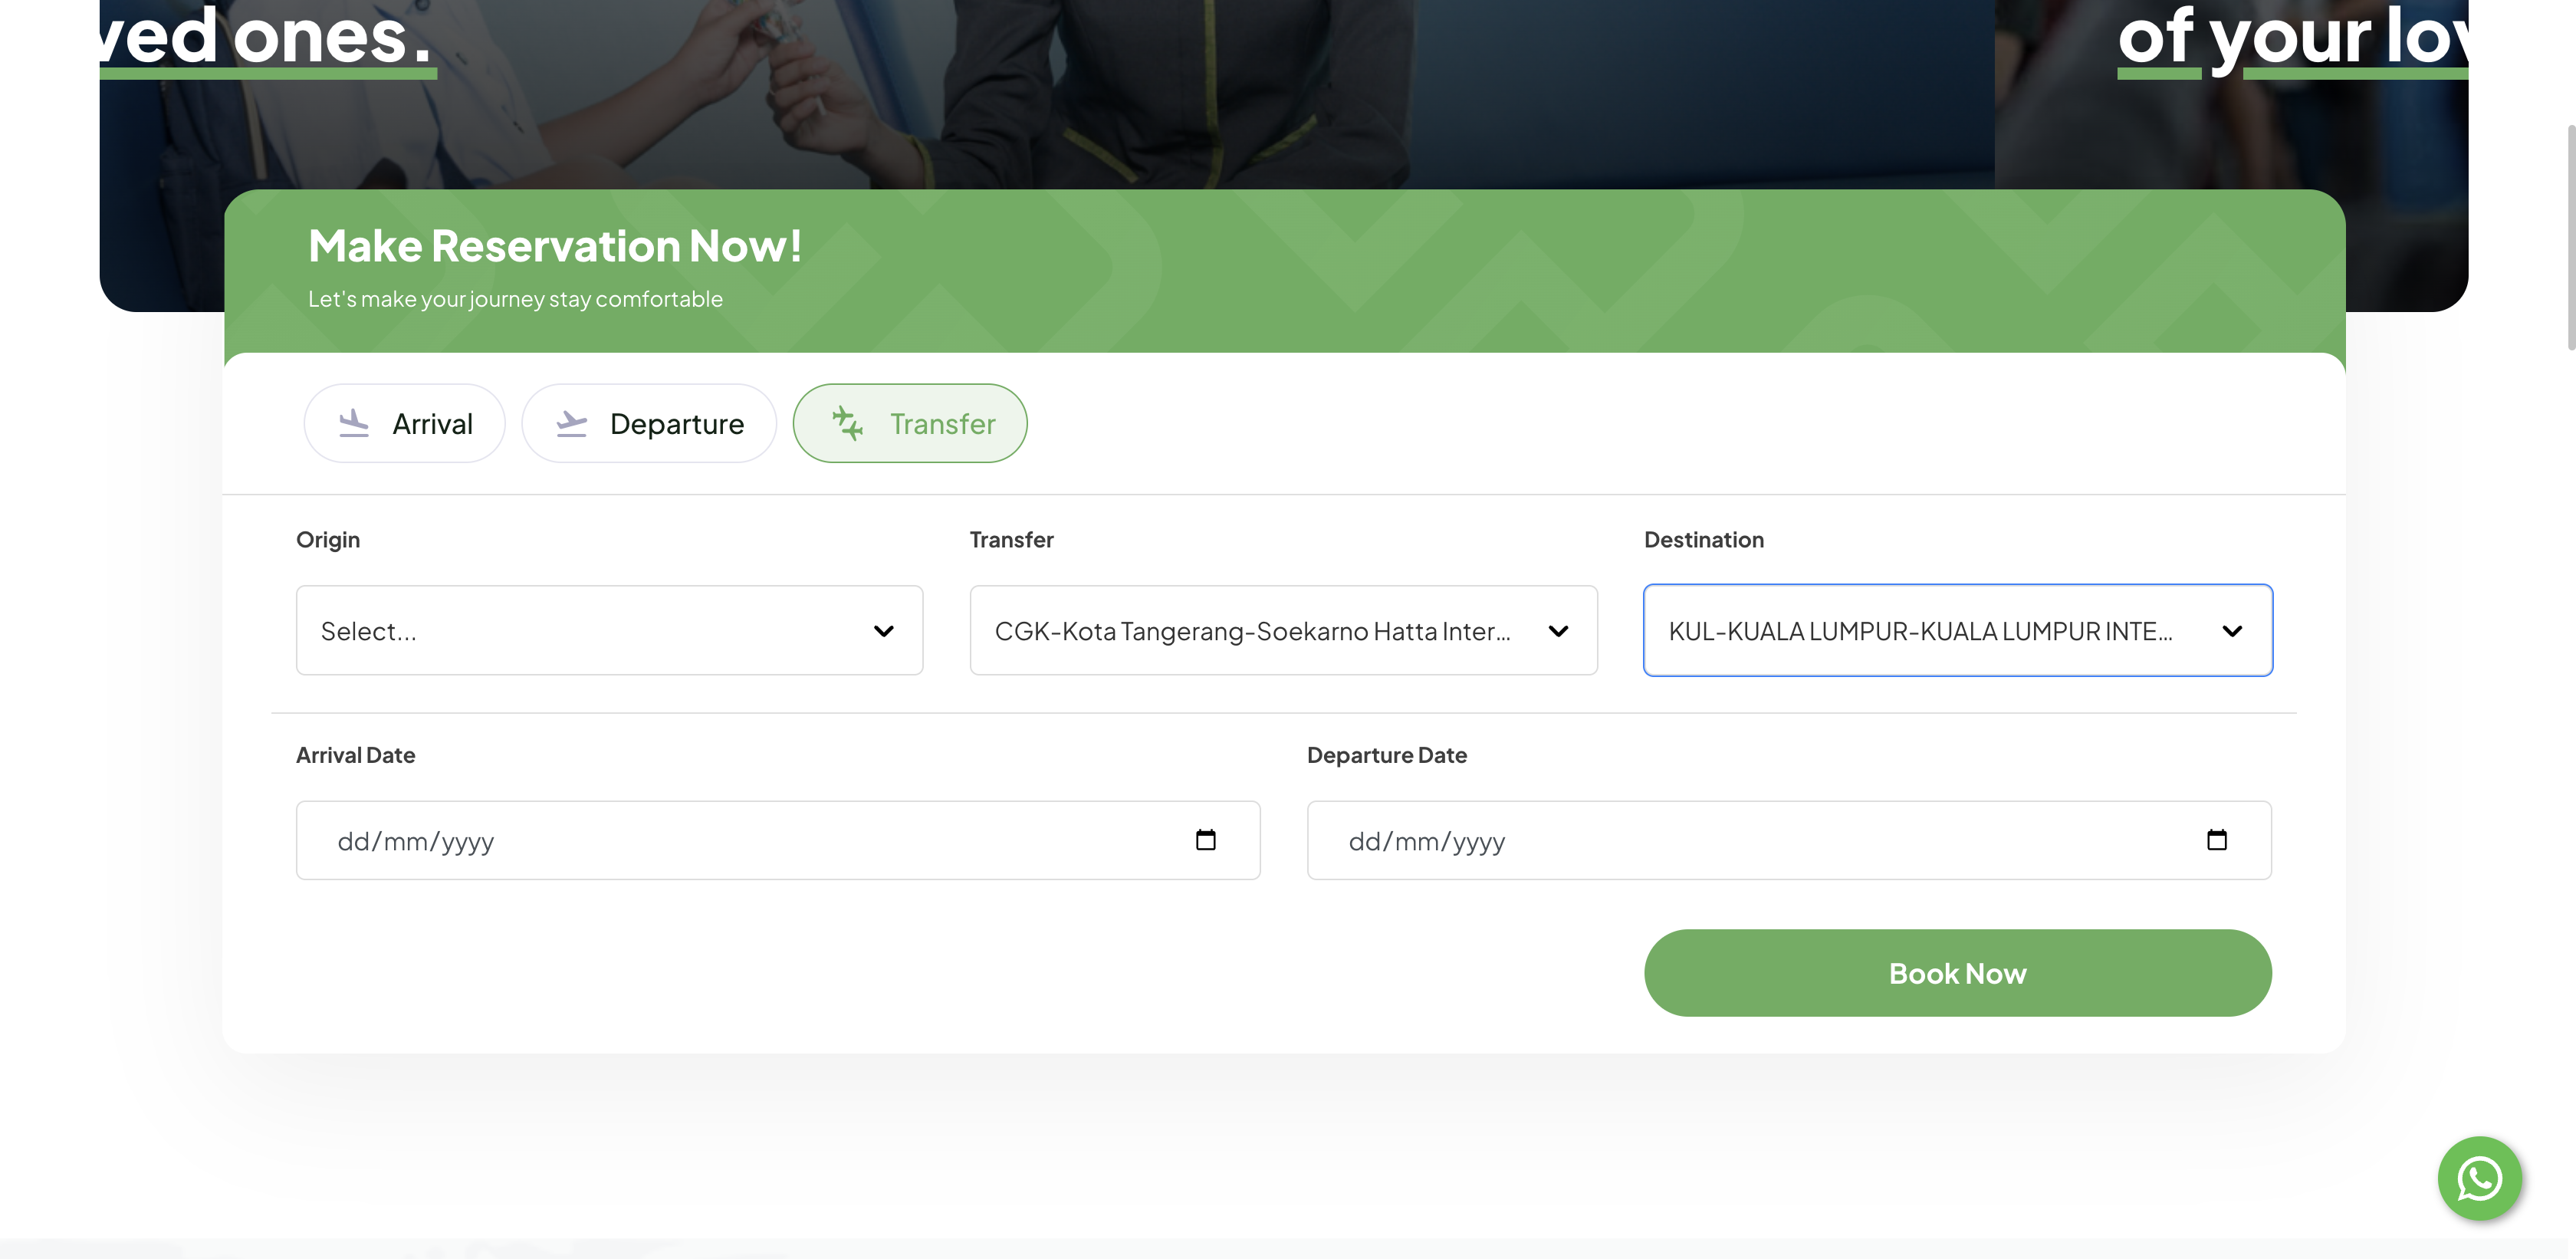 ved ones.
of your lov
Make Reservation Now!
Let's make your journey stay comfortable
Arrival
Departure
Transfer
Origin
Transfer
Destination
Select...
CGK-Kota Tangerang-Soekarno Hatta Inter...
KUL-KUALA LUMPUR-KUALA LUMPUR INTE...
Arrival Date
Departure Date
dd/mm/yyyy
dd/mm/yyyy
Book Now